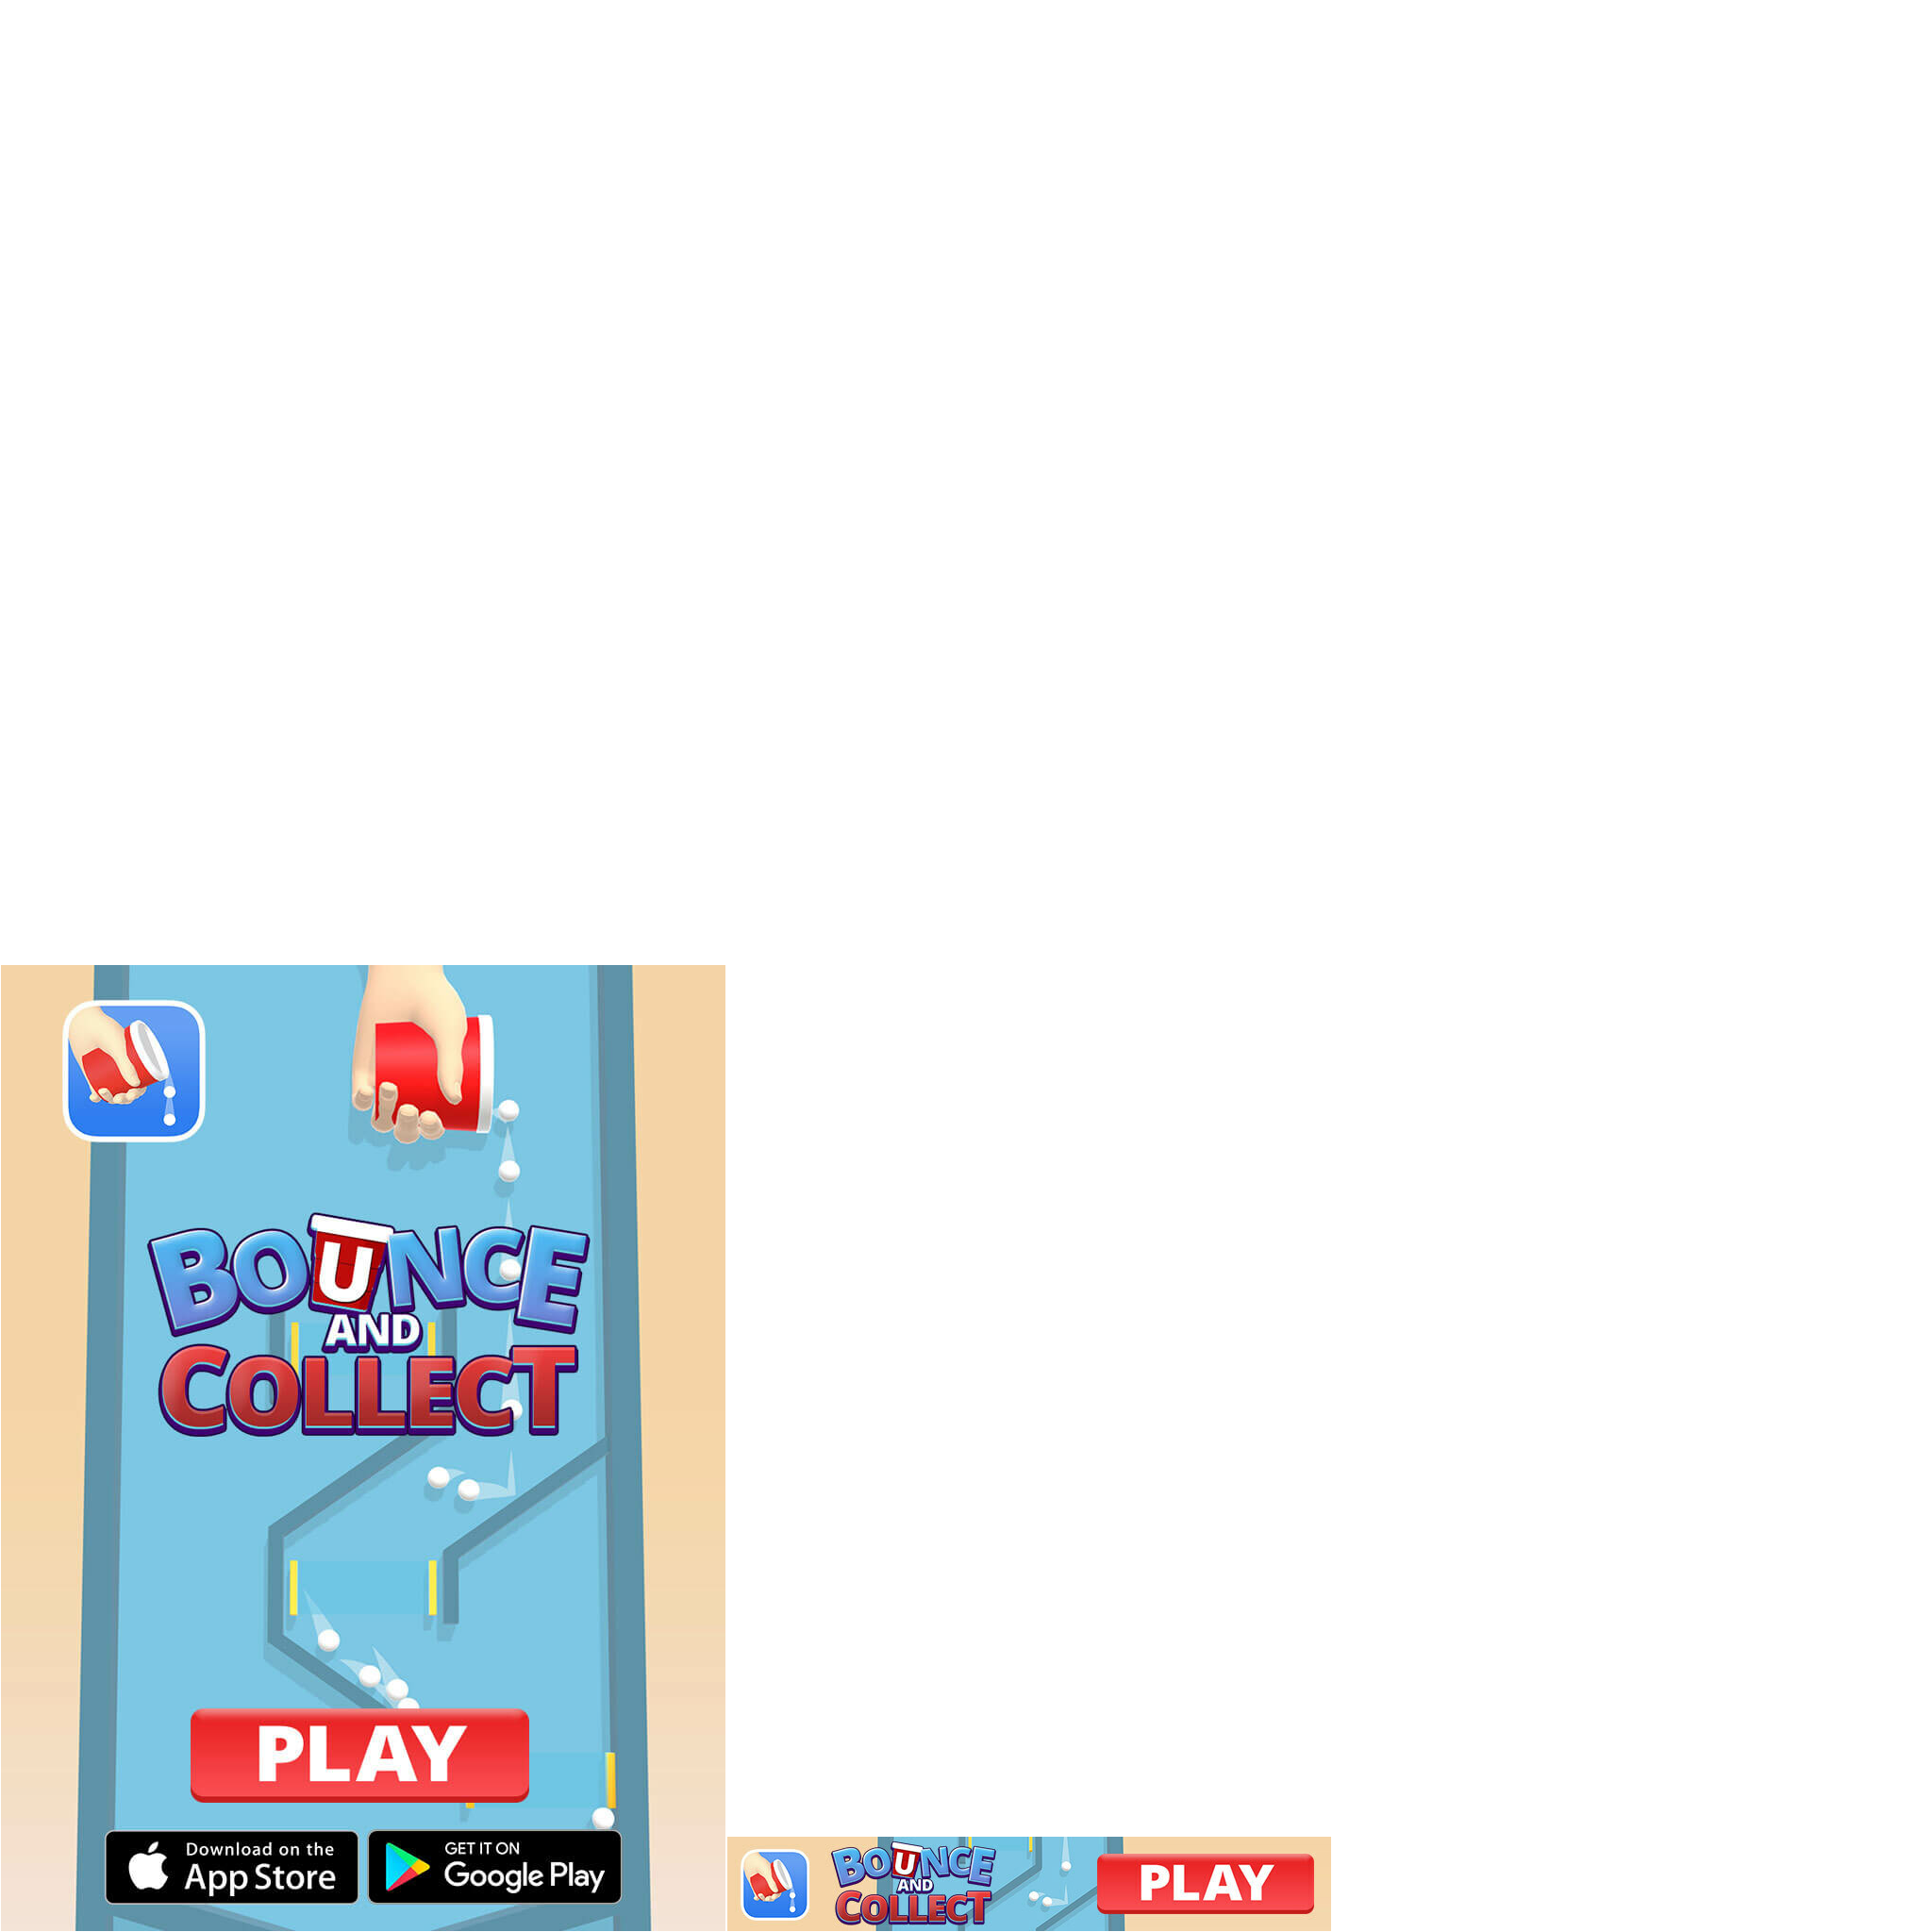 BOUNCE
AND
COLLECT
PLAY
Download on the
App Store
GET IT ON
Google Play
BOUNCE
AND
COLLECT
PLAY